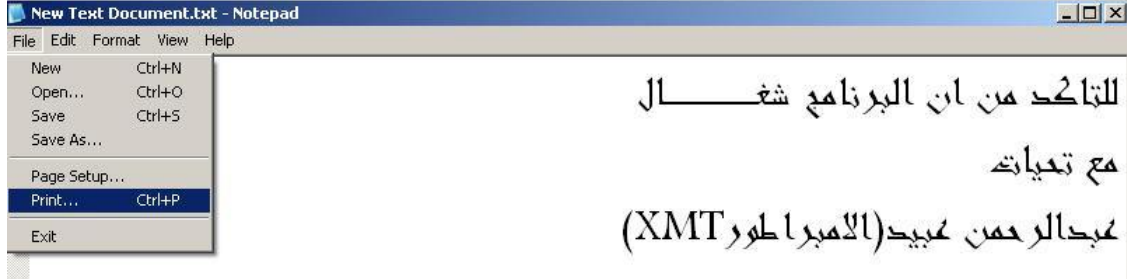 New Text Document.txt - Notepad
File Edit Format View Help
New Ctrl+N
Open... Ctrl+O
Save Ctrl+S
Save As...
Page Setup...
Print... Ctrl+P
Exit
للتاكد من ان البرنامج شغـــــال
مع تحيات
عبدالرحمن عبيد(الامبراطورXMT)